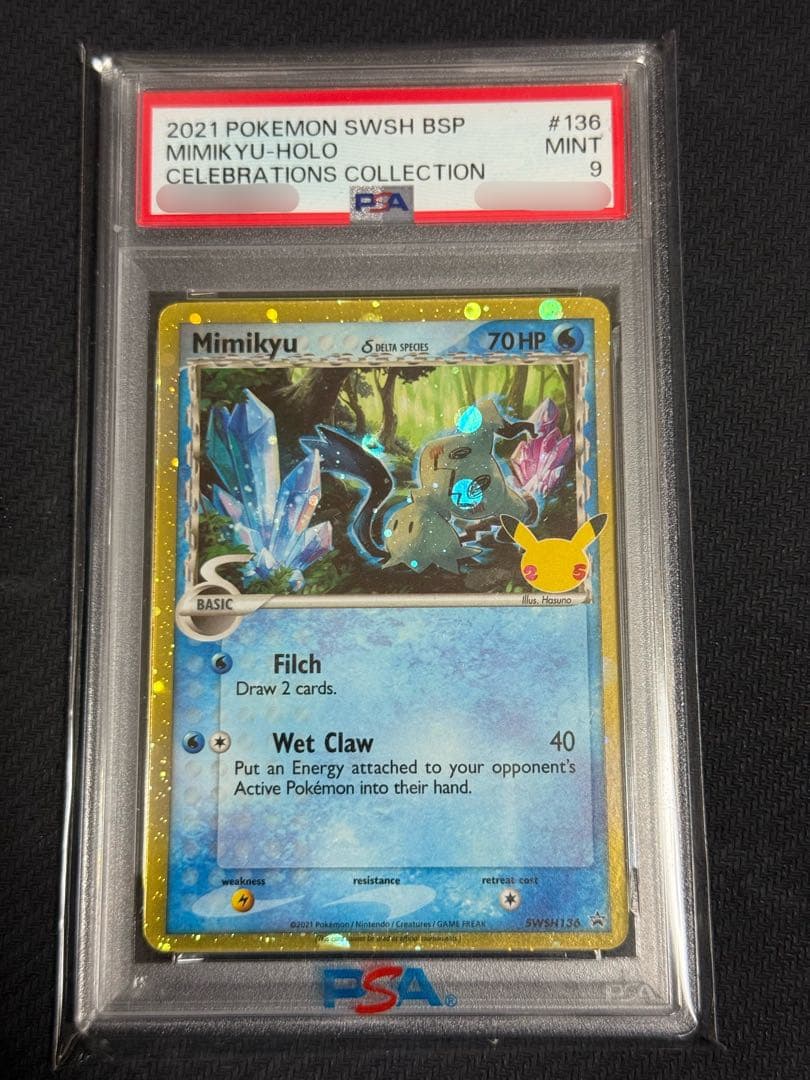 2021 POKEMON SWSH BSP #136
MIMIKYU-HOLO MINT
CELEBRATIONS COLLECTION 9
PSA
Mimikyu δ DELTA SPECIES 70 HP
25
BASIC
Illus. Hasuno
Filch
Draw 2 cards.
Wet Claw 40
Put an Energy attached to your opponent's
Active Pokémon into their hand.
weakness resistance retreat cost
©2021 Pokémon / Nintendo / Creatures / GAME FREAK SWSH136
PSA®
PSA